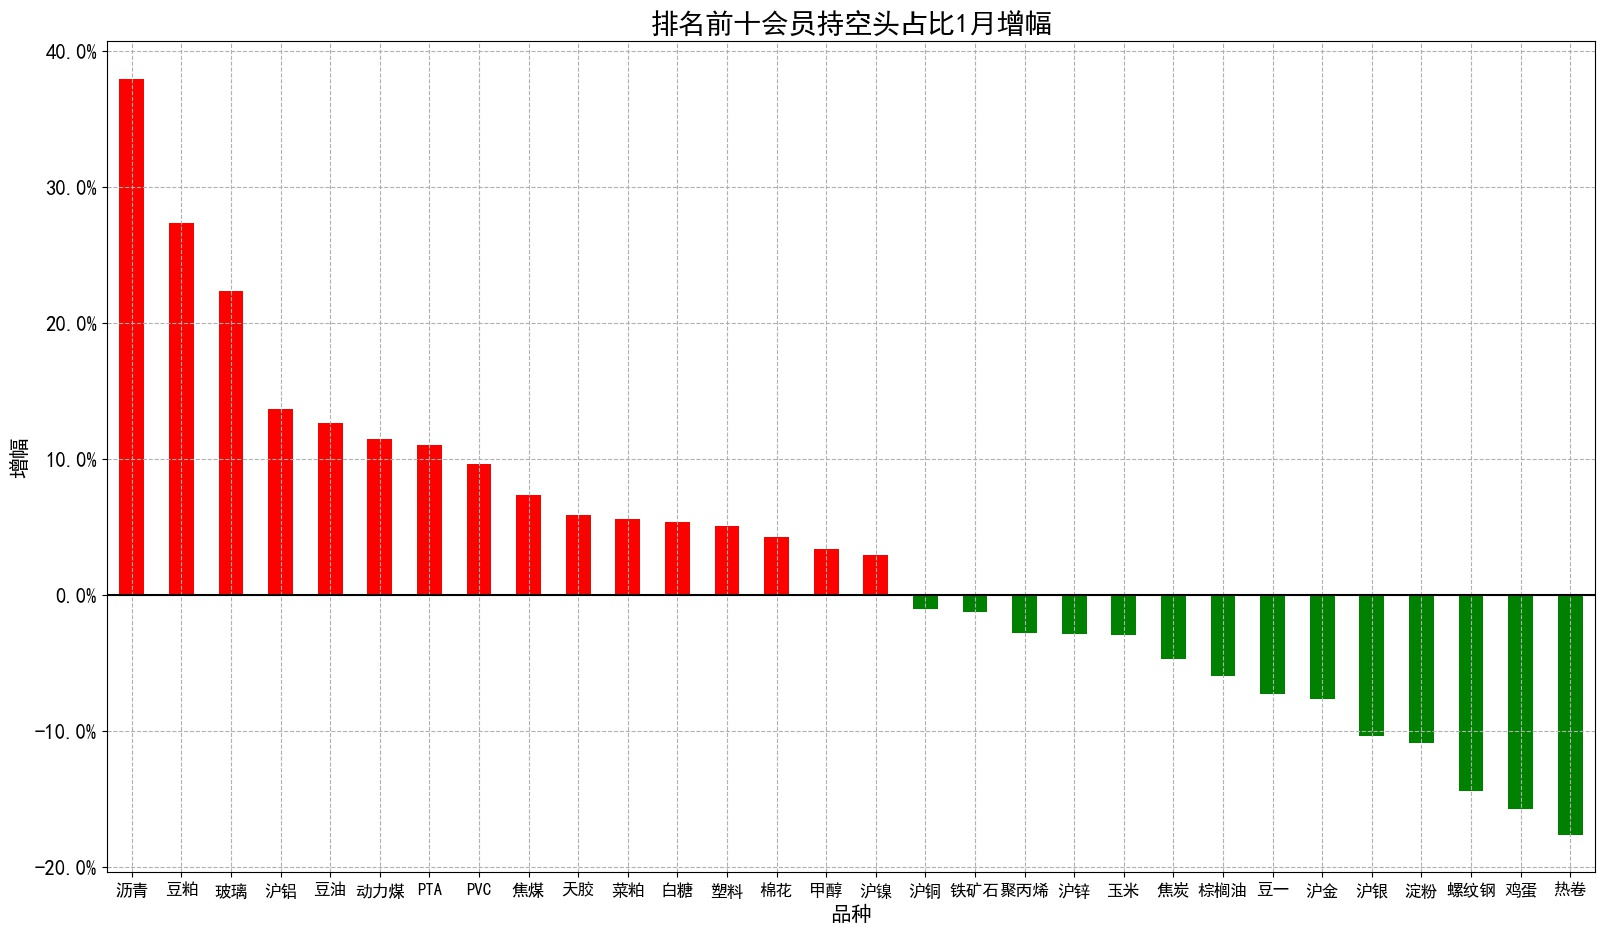 排名前十会员持空头占比1月增幅
40.0%
30.0%
20.0%
10.0%
0.0%
-10.0%
-20.0%
增幅
沥青 豆粕 玻璃 沪铝 豆油 动力煤 PTA PVC 焦煤 天胶 菜粕 白糖 塑料 棉花 甲醇 沪镍 沪铜 铁矿石 聚丙烯 沪锌 玉米 焦炭 棕榈油 豆一 沪金 沪银 淀粉 螺纹钢 鸡蛋 热卷
品种